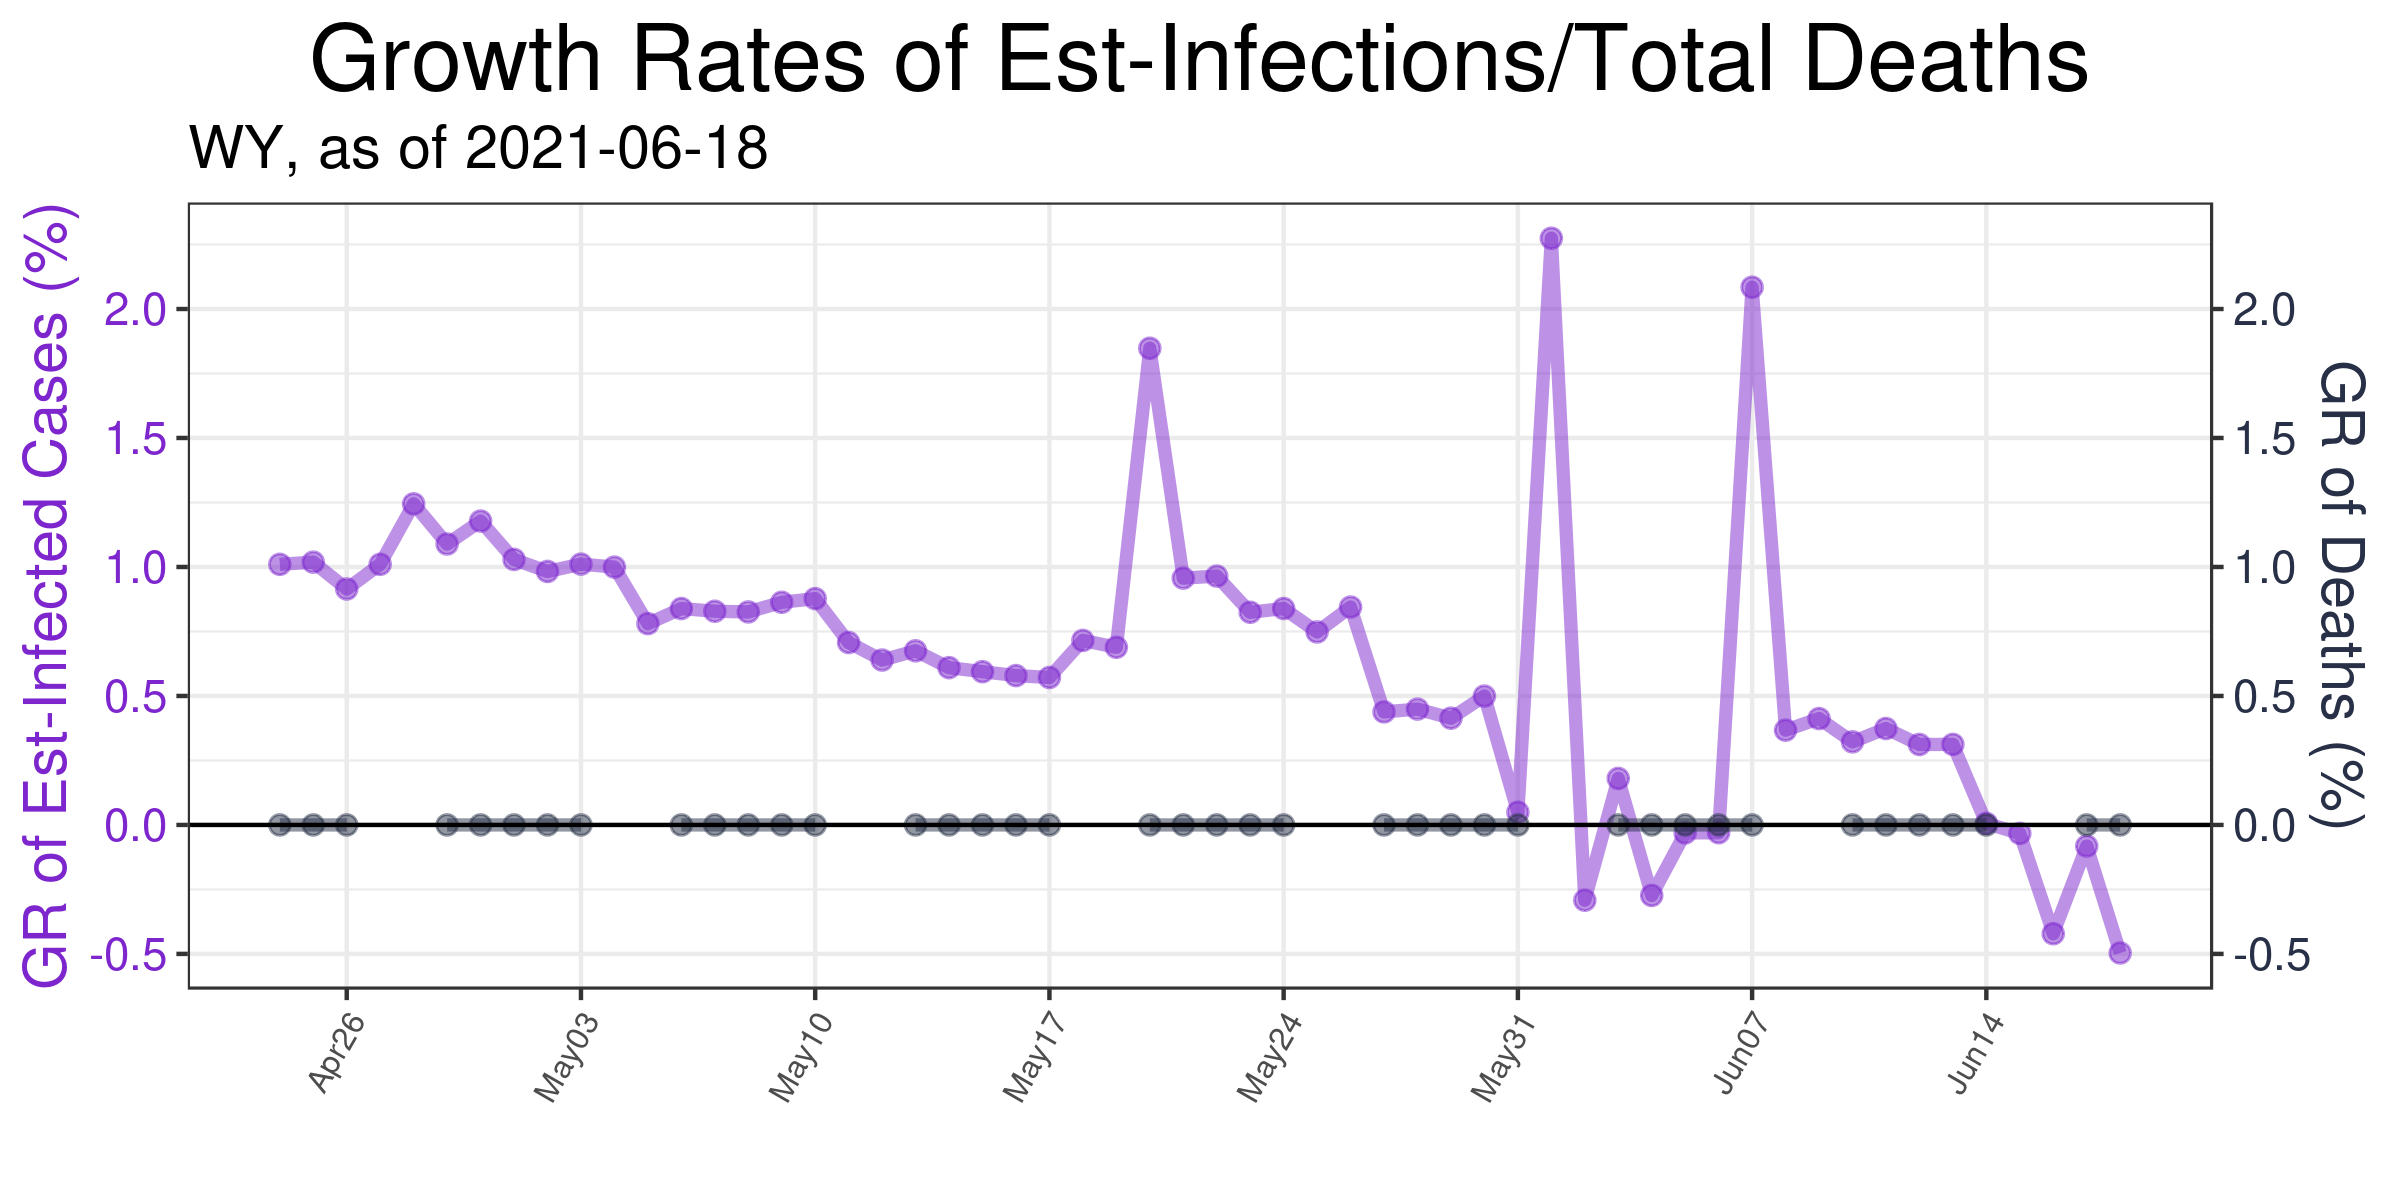 Growth Rates of Est-Infections/Total Deaths
WY, as of 2021-06-18
GR of Est-Infected Cases (%)
2.0
1.5
1.0
0.5
0.0
-0.5
2.0
1.5
1.0
0.5
0.0
-0.5
GR of Deaths (%)
Apr26
May03
May10
May17
May24
May31
Jun07
Jun14